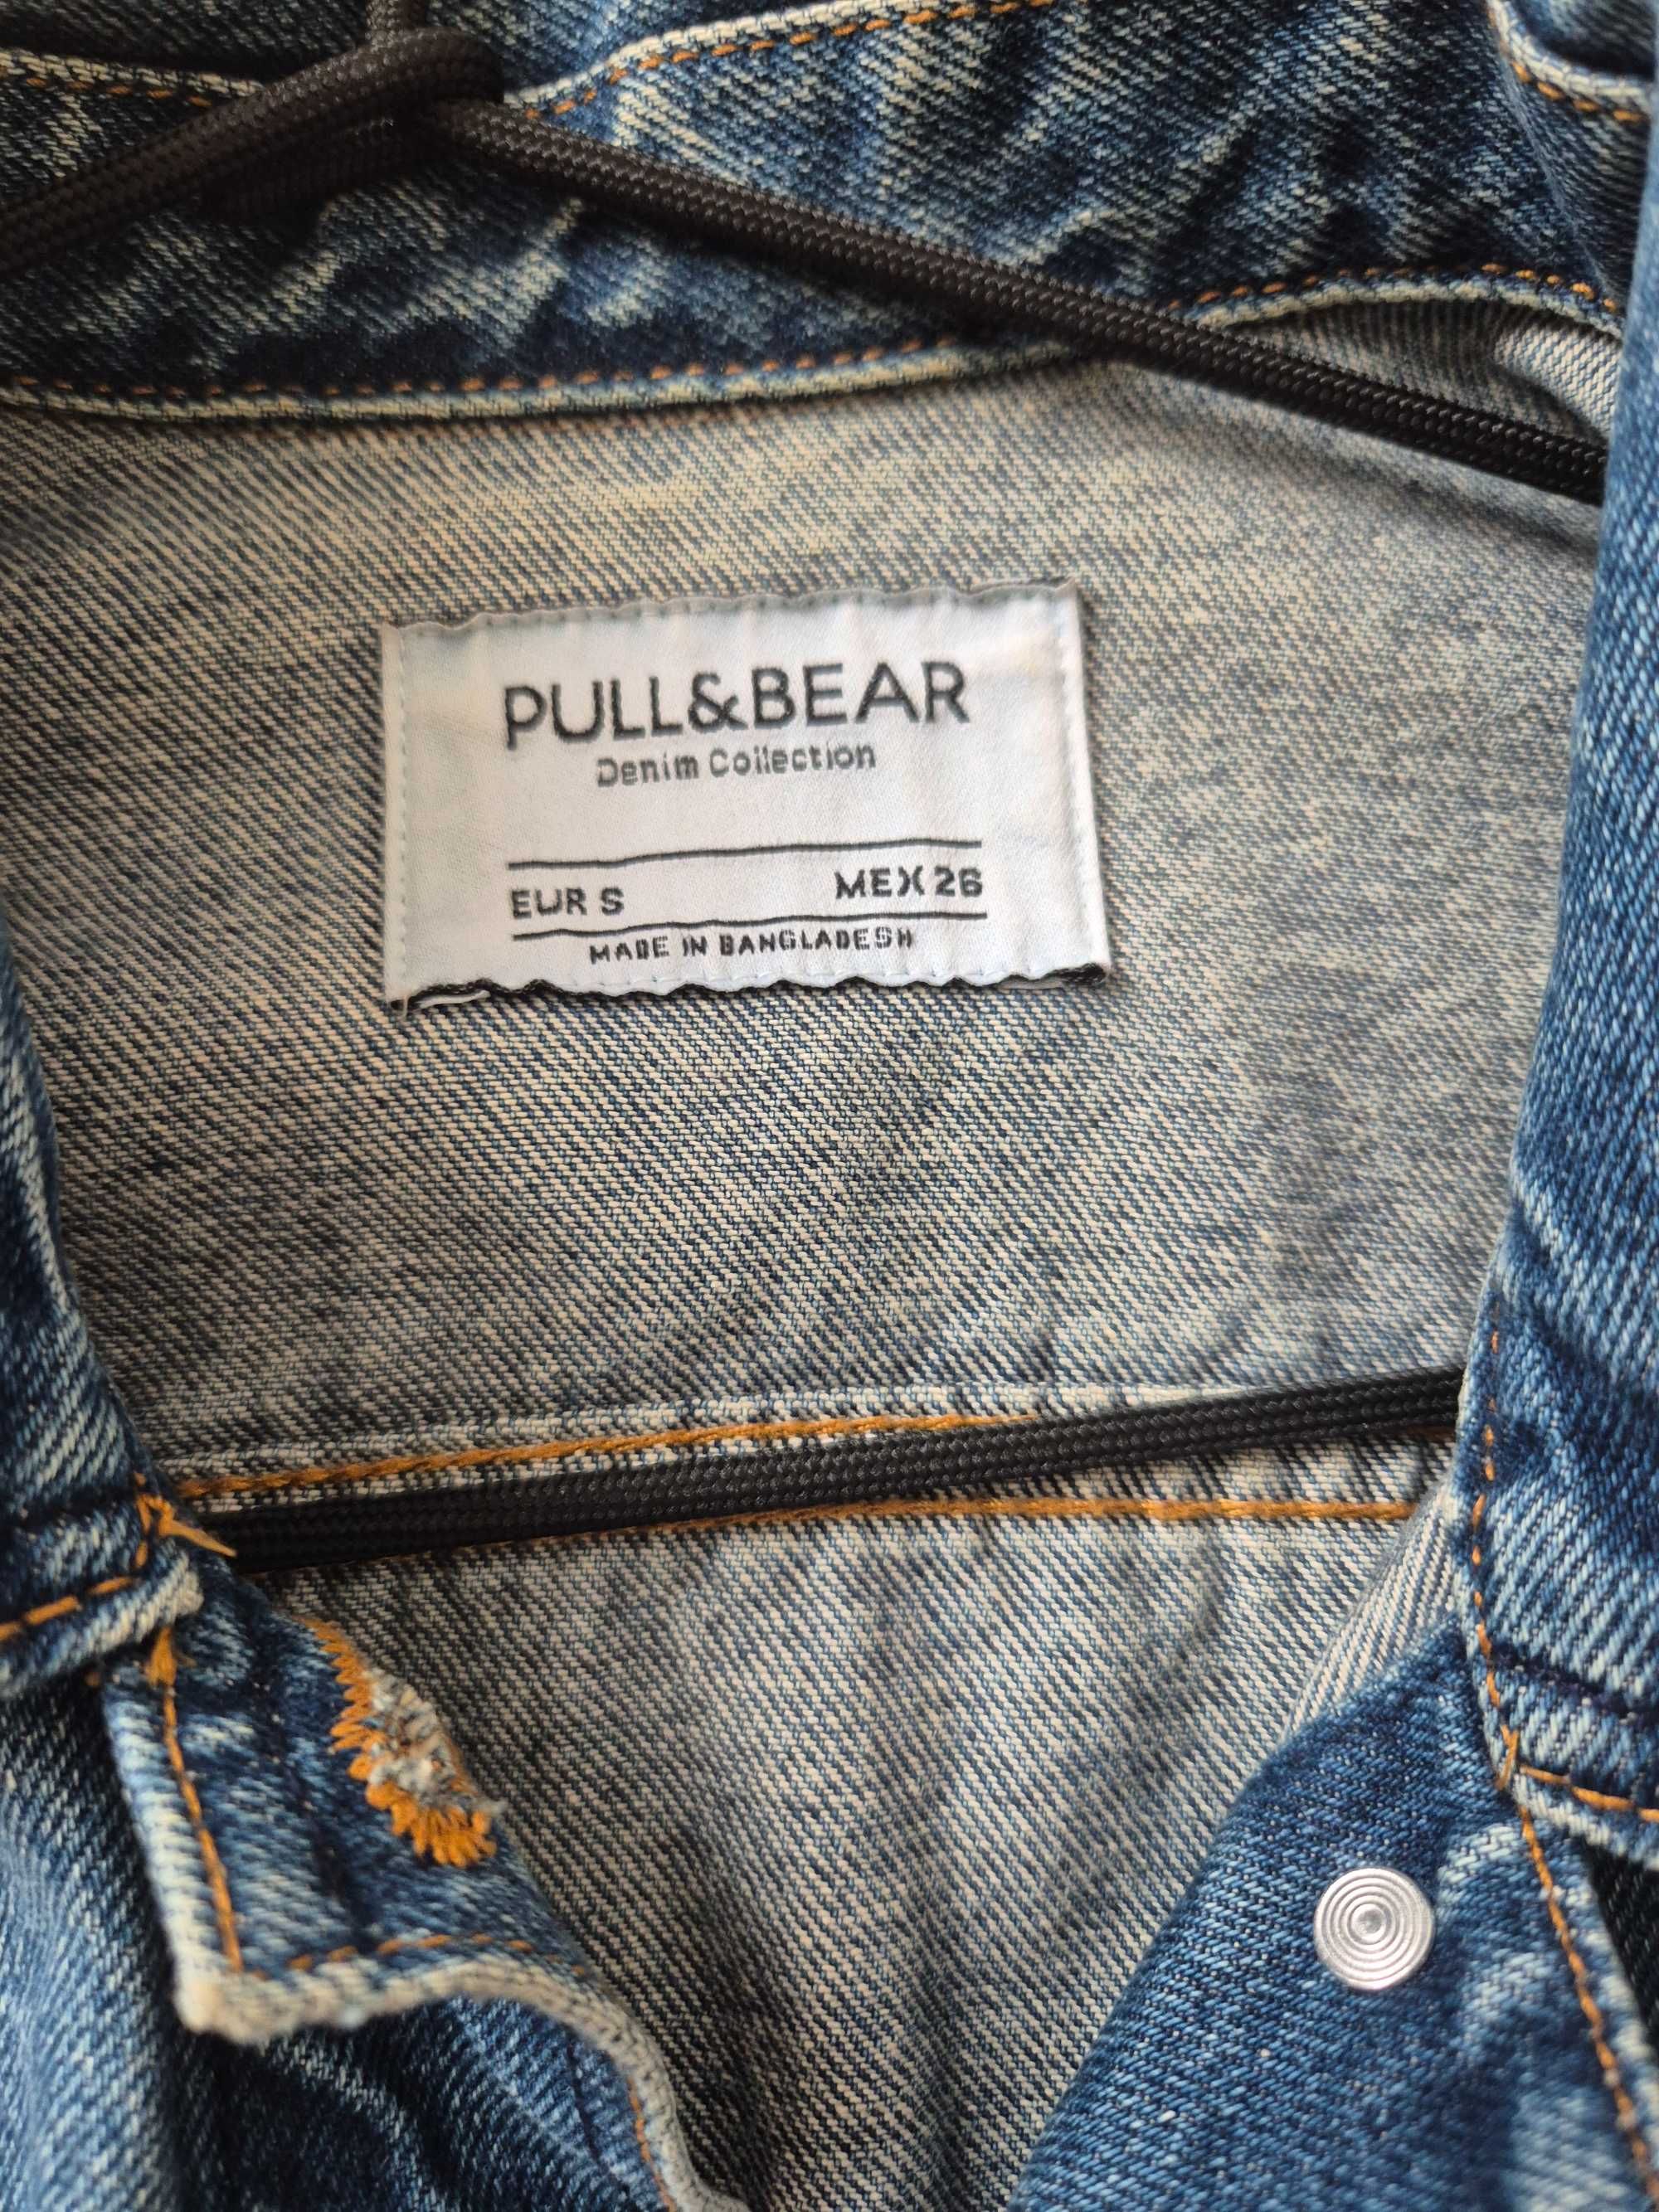 PULL&BEAR
Denim Collection
EUR S MEX 26
MADE IN BANGLADESH